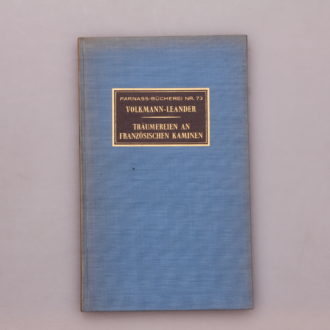 PARNASS-BÜCHEREI NR. 73
VOLKMANN-LEANDER
TRÄUMEREIEN AN
FRANZÖSISCHEN KAMINEN